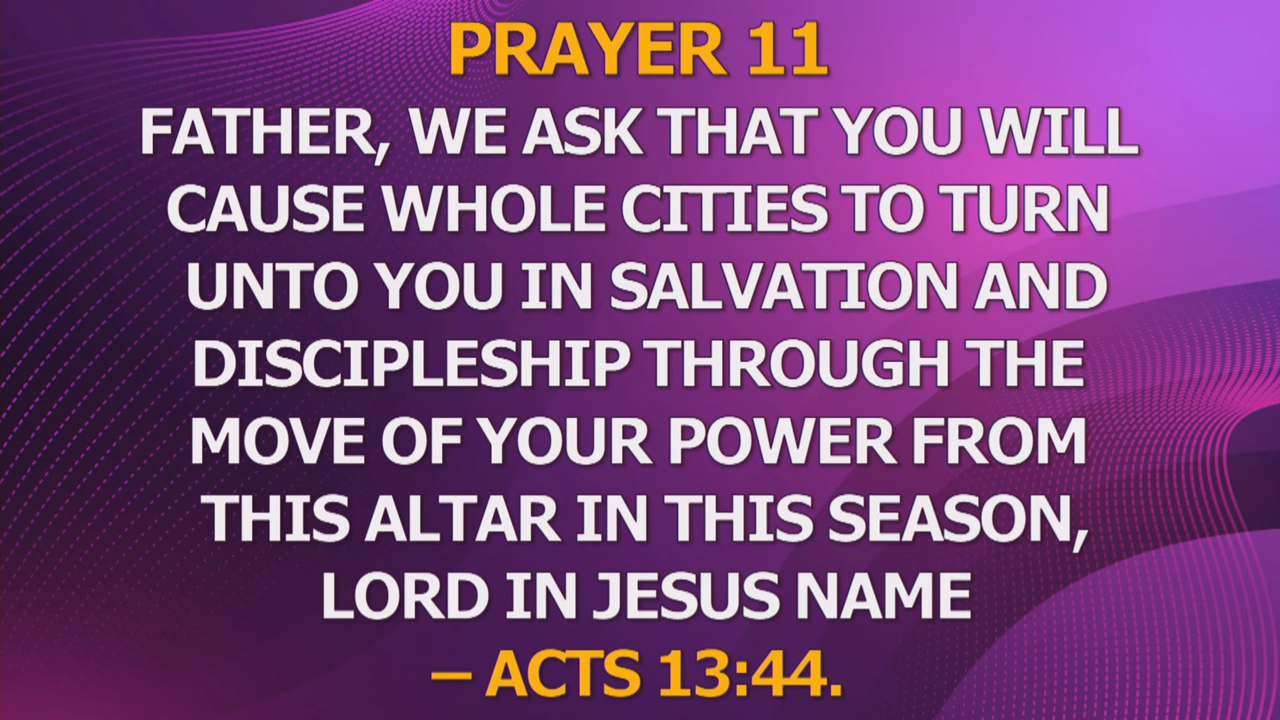 PRAYER 11
FATHER, WE ASK THAT YOU WILL
CAUSE WHOLE CITIES TO TURN
UNTO YOU IN SALVATION AND
DISCIPLESHIP THROUGH THE
MOVE OF YOUR POWER FROM
THIS ALTAR IN THIS SEASON,
LORD IN JESUS NAME
– ACTS 13:44.